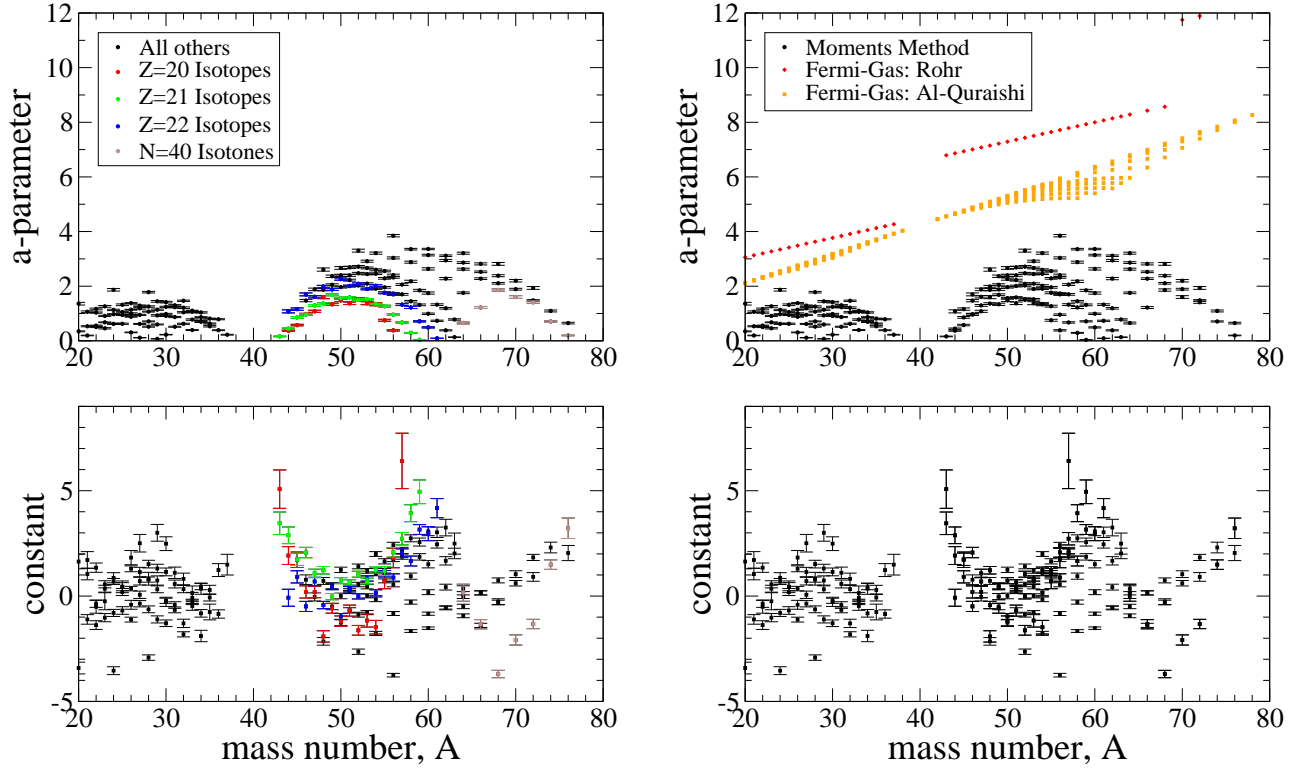 a-parameter
12
10
8
6
4
2
0
All others
Z=20 Isotopes
Z=21 Isotopes
Z=22 Isotopes
N=40 Isotones
20 30 40 50 60 70 80
a-parameter
12
10
8
6
4
2
0
Moments Method
Fermi-Gas: Rohr
Fermi-Gas: Al-Quraishi
20 30 40 50 60 70 80
constant
5
0
-5
20 30 40 50 60 70 80
mass number, A
constant
5
0
-5
20 30 40 50 60 70 80
mass number, A